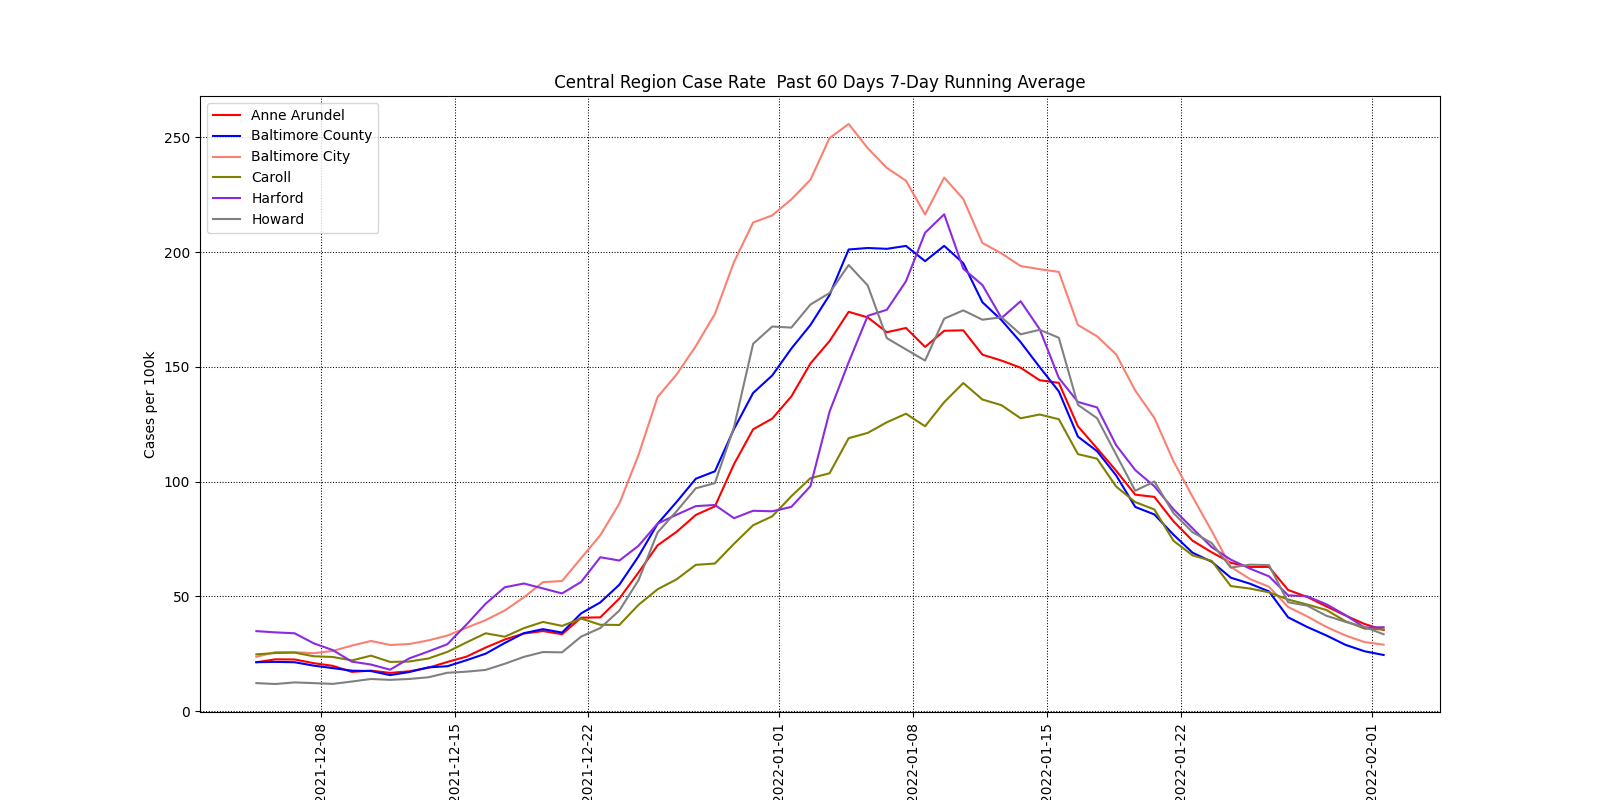 Central Region Case Rate  Past 60 Days 7-Day Running Average
Anne Arundel
Baltimore County
Baltimore City
Caroll
Harford
Howard
Cases per 100k
250
200
150
100
50
0
2021-12-08
2021-12-15
2021-12-22
2022-01-01
2022-01-08
2022-01-15
2022-01-22
2022-02-01